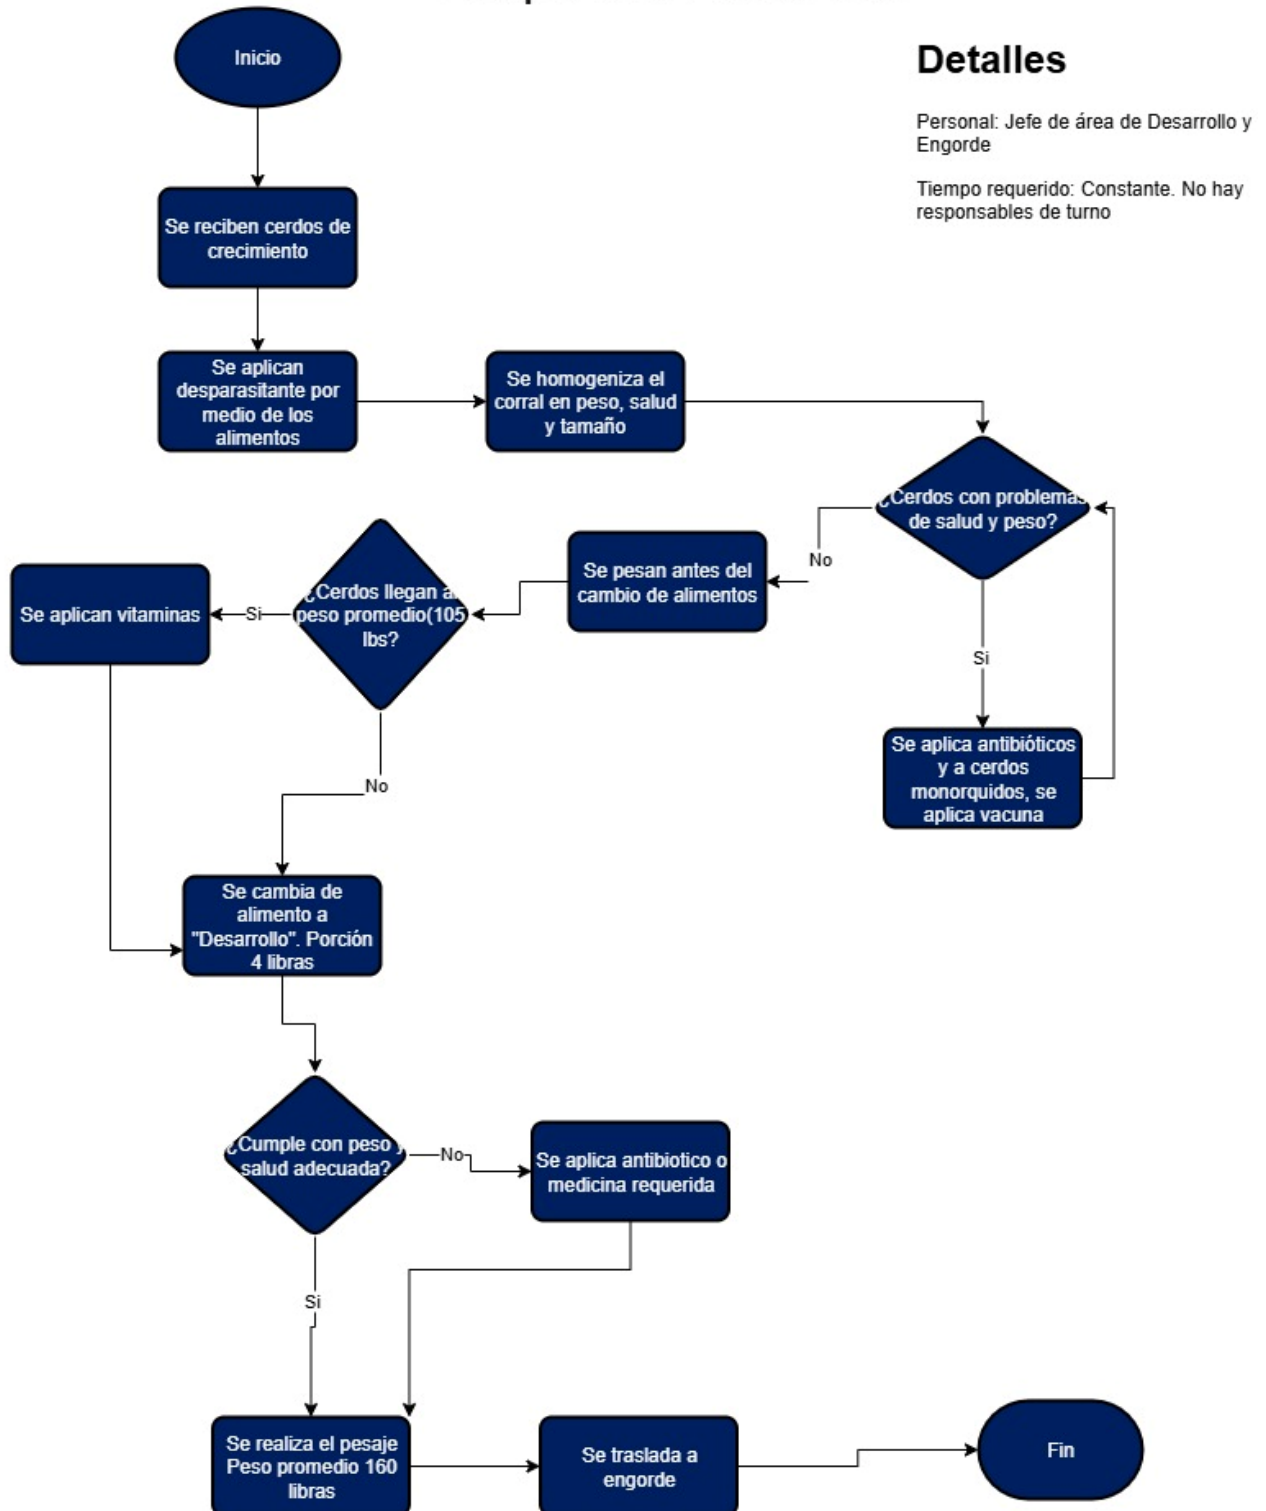 Inicio
Detalles
Personal: Jefe de área de Desarrollo y
Engorde
Tiempo requerido: Constante. No hay
responsables de turno
Se reciben cerdos de
crecimiento
Se aplican
desparasitante por
medio de los
alimentos
Se homogeniza el
corral en peso, salud
y tamaño
¿Cerdos con problemas
de salud y peso?
No
Si
Se aplica antibióticos
y a cerdos
monorquidos, se
aplica vacuna
Se pesan antes del
cambio de alimentos
¿Cerdos llegan al
peso promedio(105
lbs?
Si
Se aplican vitaminas
No
Se cambia de
alimento a
"Desarrollo". Porción
4 libras
¿Cumple con peso y
salud adecuada?
No
Se aplica antibiotico o
medicina requerida
Si
Se realiza el pesaje
Peso promedio 160
libras
Se traslada a
engorde
Fin